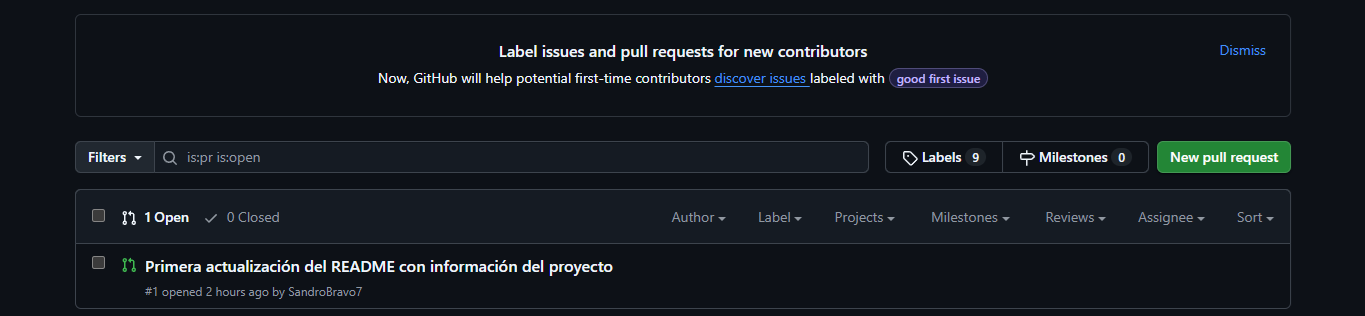 Label issues and pull requests for new contributors
Dismiss
Now, GitHub will help potential first-time contributors discover issues labeled with good first issue
Filters
is:pr is:open
Labels 9
Milestones 0
New pull request
1 Open
0 Closed
Author
Label
Projects
Milestones
Reviews
Assignee
Sort
Primera actualización del README con información del proyecto
#1 opened 2 hours ago by SandroBravo7